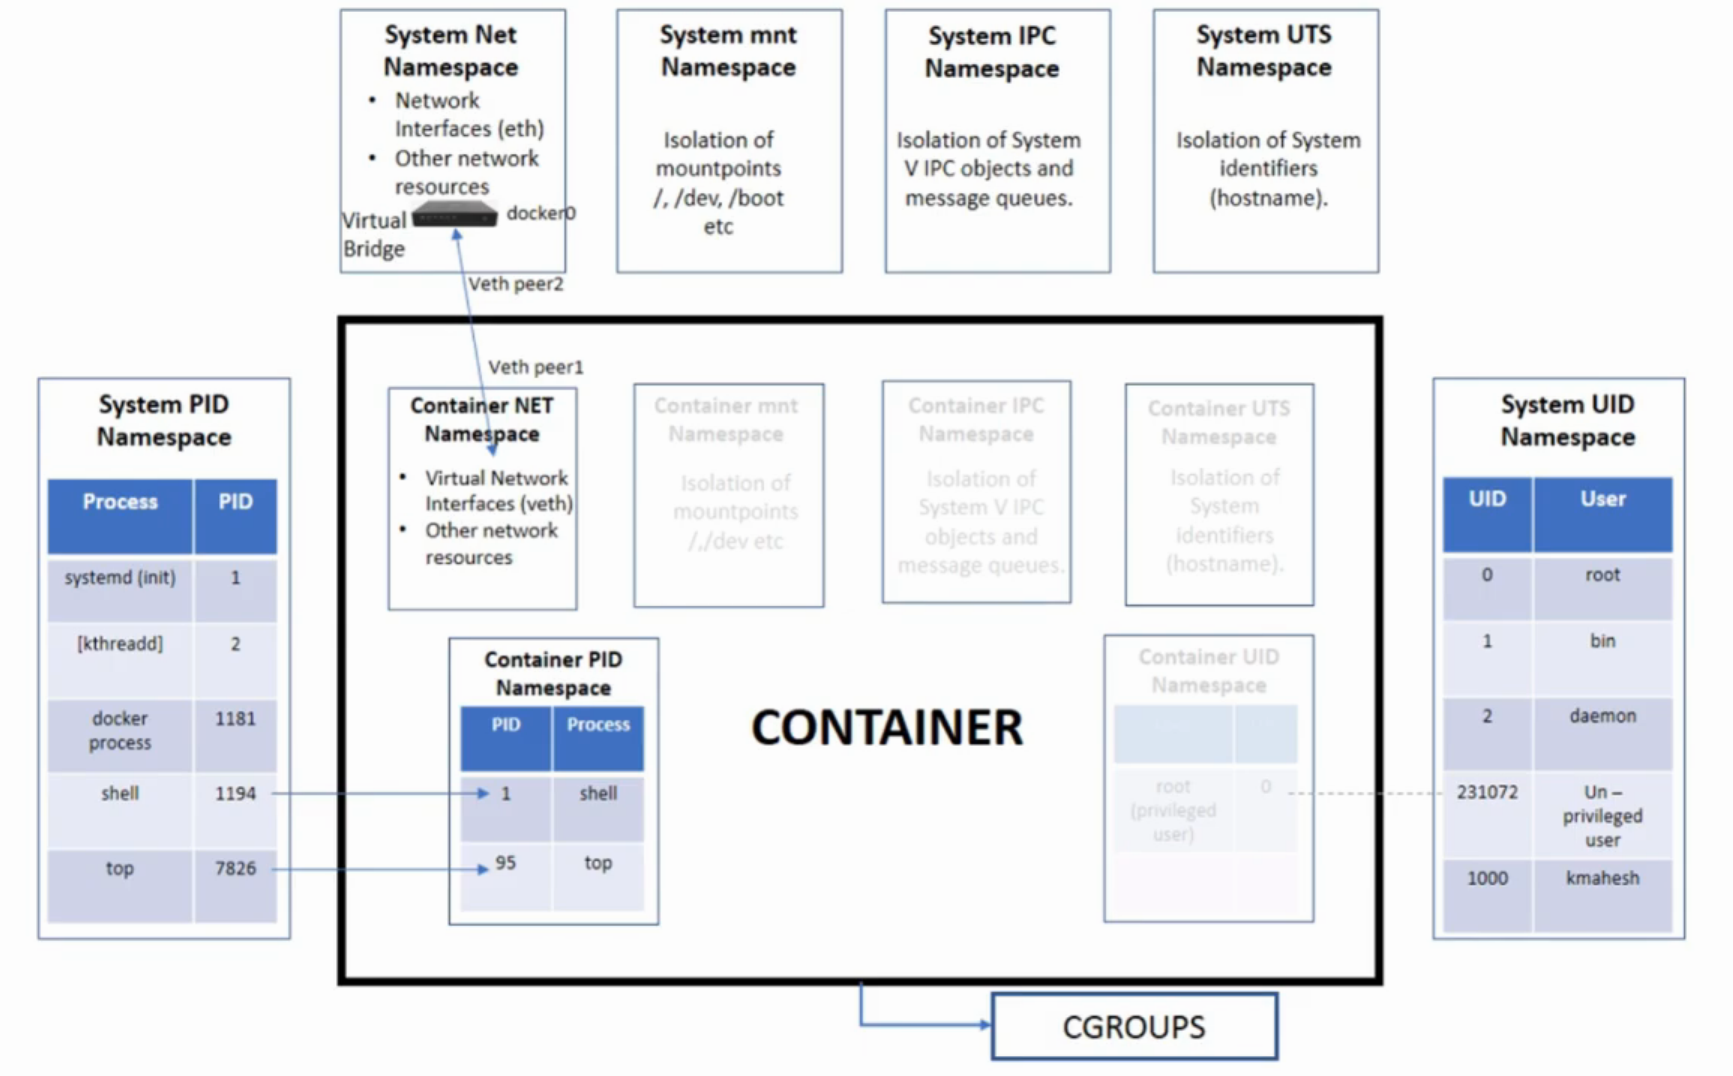 System Net
Namespace
• Network
Interfaces (eth)
• Other network
resources
Virtual
Bridge
docker0
System mnt
Namespace
Isolation of
mountpoints
/, /dev, /boot
etc
System IPC
Namespace
Isolation of System
V IPC objects and
message queues.
System UTS
Namespace
Isolation of System
identifiers
(hostname).
Veth peer2
Veth peer1
System PID
Namespace
Process PID
systemd (init) 1
[kthreadd] 2
docker
process
1181
shell 1194
top 7826
Container NET
Namespace
• Virtual Network
Interfaces (veth)
• Other network
resources
Container mnt
Namespace
Isolation of
mountpoints
/,/dev etc
Container IPC
Namespace
Isolation of
System V IPC
objects and
message queues.
Container UTS
Namespace
Isolation of
System
identifiers
(hostname).
Container PID
Namespace
PID Process
1 shell
95 top
CONTAINER
Container UID
Namespace
root
(privileged
user)
0
System UID
Namespace
UID User
0 root
1 bin
2 daemon
231072
Un –
privileged
user
1000 kmahesh
CGROUPS